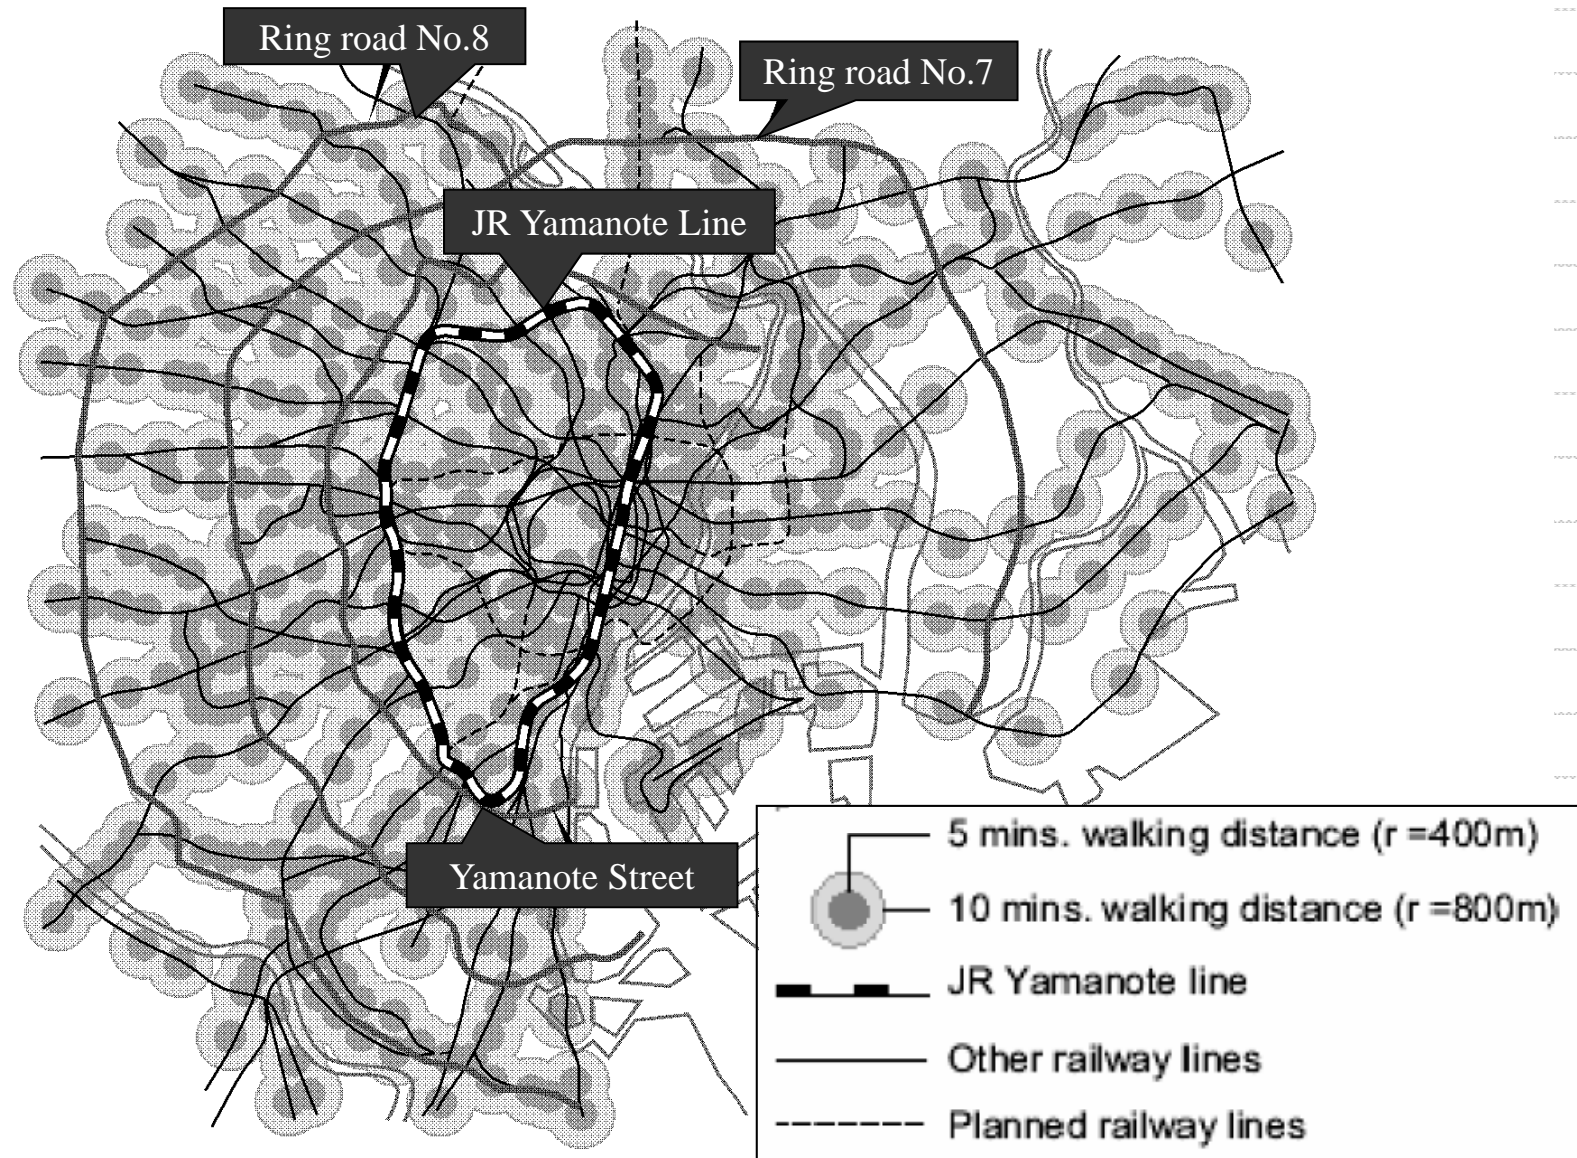 Ring road No.8
Ring road No.7
JR Yamanote Line
Yamanote Street
5 mins. walking distance (r =400m)
10 mins. walking distance (r =800m)
JR Yamanote line
Other railway lines
Planned railway lines